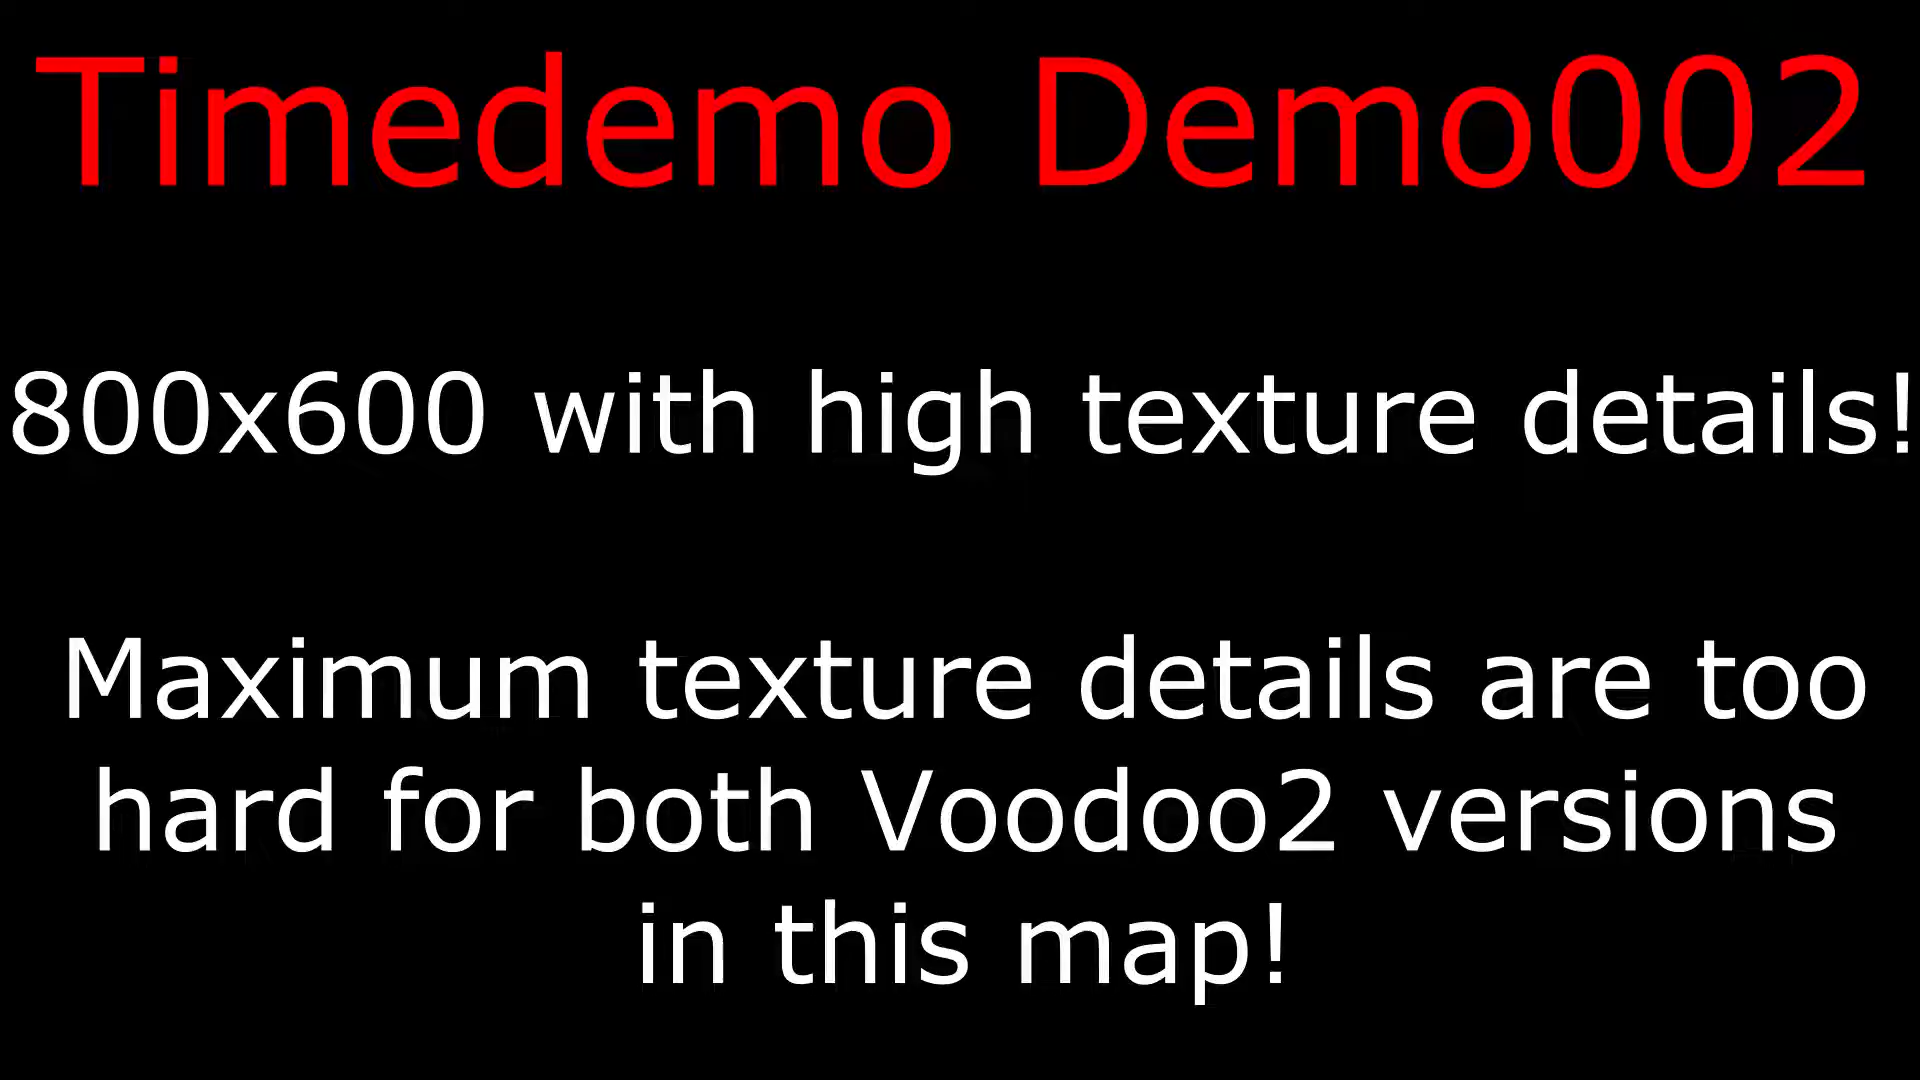 Timedemo Demo002
800x600 with high texture details!
Maximum texture details are too
hard for both Voodoo2 versions
in this map!